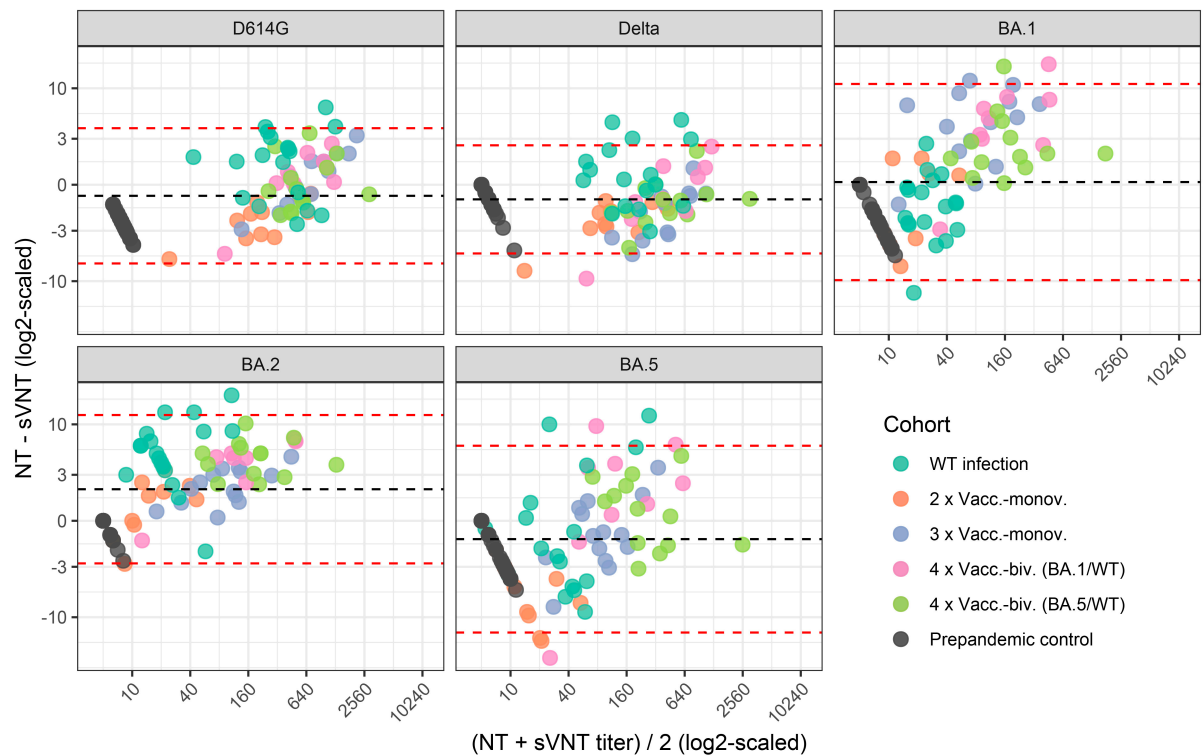 D614G
Delta
BA.1
10
3
0
-3
-10
10
40
160
640
2560
10240
BA.2
BA.5
10
3
0
-3
-10
10
40
160
640
2560
10240
10
40
160
640
2560
10240
NT - sVNT (log2-scaled)
(NT + sVNT titer) / 2 (log2-scaled)
Cohort
WT infection
2 x Vacc.-monov.
3 x Vacc.-monov.
4 x Vacc.-biv. (BA.1/WT)
4 x Vacc.-biv. (BA.5/WT)
Prepandemic control